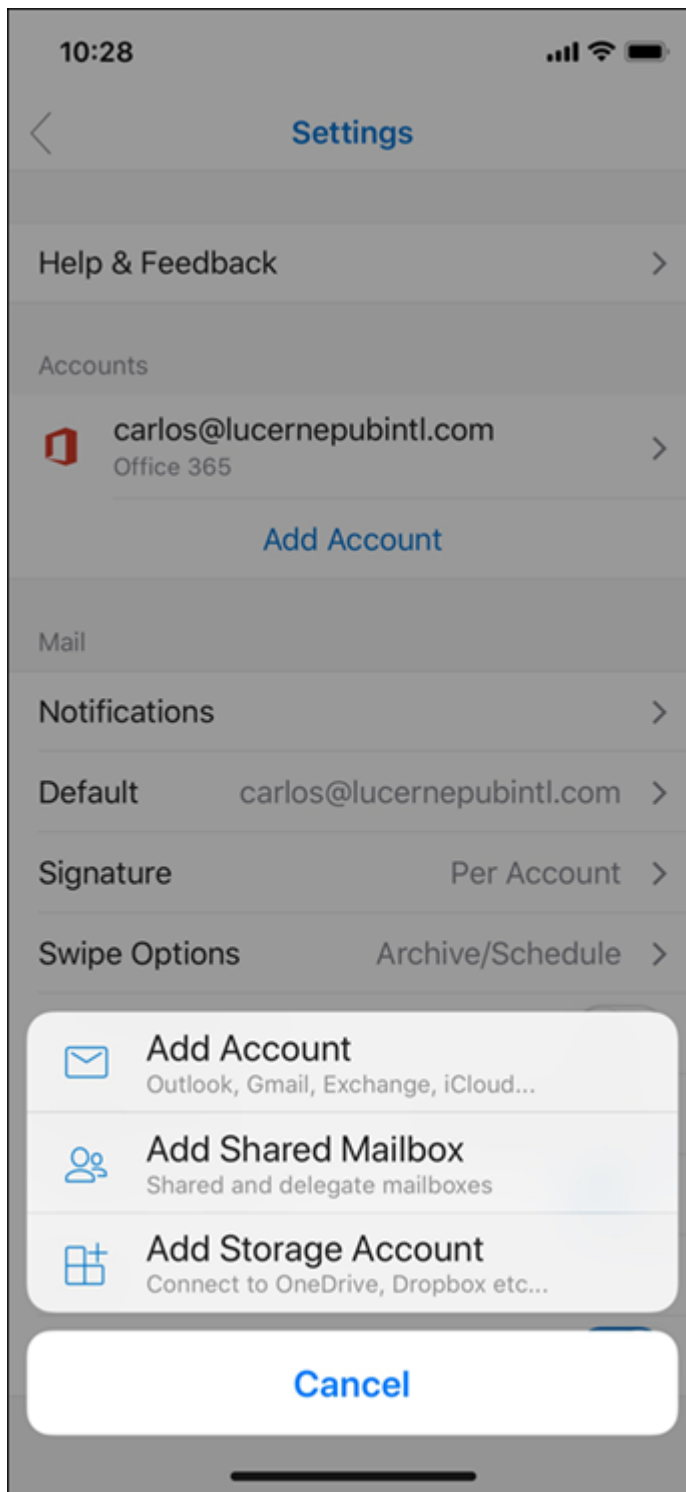 10:28
Settings
Help & Feedback
Accounts
carlos@lucernepubintl.com
Office 365
Add Account
Mail
Notifications
Default carlos@lucernepubintl.com
Signature Per Account
Swipe Options Archive/Schedule
Add Account
Outlook, Gmail, Exchange, iCloud...
Add Shared Mailbox
Shared and delegate mailboxes
Add Storage Account
Connect to OneDrive, Dropbox etc...
Cancel